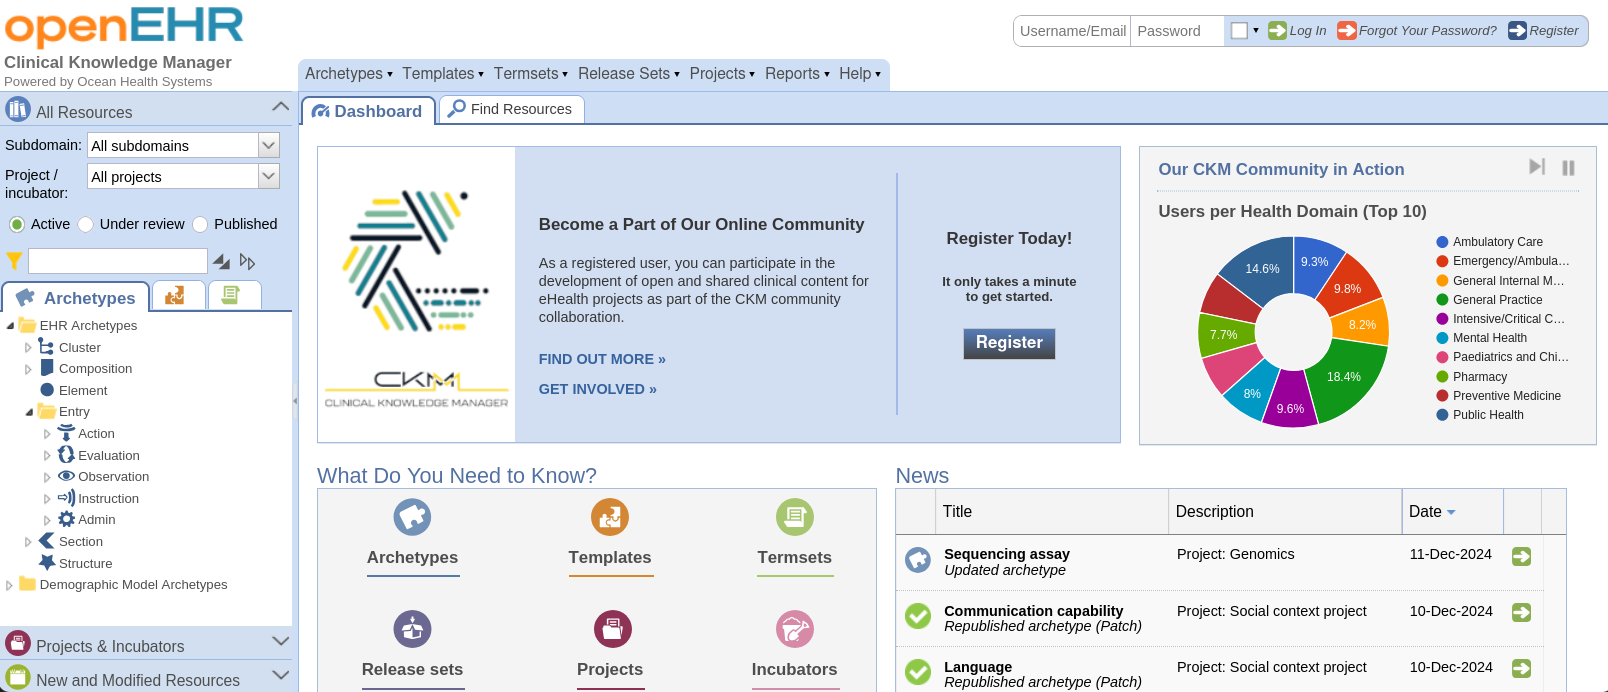 openEHR
Clinical Knowledge Manager
Powered by Ocean Health Systems
Username/Email
Password
Log In
Forgot Your Password?
Register
Archetypes
Templates
Termsets
Release Sets
Projects
Reports
Help
All Resources
Subdomain:
All subdomains
Project /
incubator:
All projects
Active
Under review
Published
Archetypes
EHR Archetypes
Cluster
Composition
Element
Entry
Action
Evaluation
Observation
Instruction
Admin
Section
Structure
Demographic Model Archetypes
Projects & Incubators
New and Modified Resources
Dashboard
Find Resources
CKM
CLINICAL KNOWLEDGE MANAGER
Become a Part of Our Online Community
As a registered user, you can participate in the
development of open and shared clinical content for
eHealth projects as part of the CKM community
collaboration.
FIND OUT MORE »
GET INVOLVED »
Register Today!
It only takes a minute
to get started.
Register
Our CKM Community in Action
Users per Health Domain (Top 10)
14.6%
9.3%
9.8%
8.2%
18.4%
9.6%
8%
7.7%
Ambulatory Care
Emergency/Ambula…
General Internal M…
General Practice
Intensive/Critical C…
Mental Health
Paediatrics and Chi…
Pharmacy
Preventive Medicine
Public Health
What Do You Need to Know?
Archetypes
Templates
Termsets
Release sets
Projects
Incubators
News
Title
Description
Date
Sequencing assay
Updated archetype
Project: Genomics
11-Dec-2024
Communication capability
Republished archetype (Patch)
Project: Social context project
10-Dec-2024
Language
Republished archetype (Patch)
Project: Social context project
10-Dec-2024